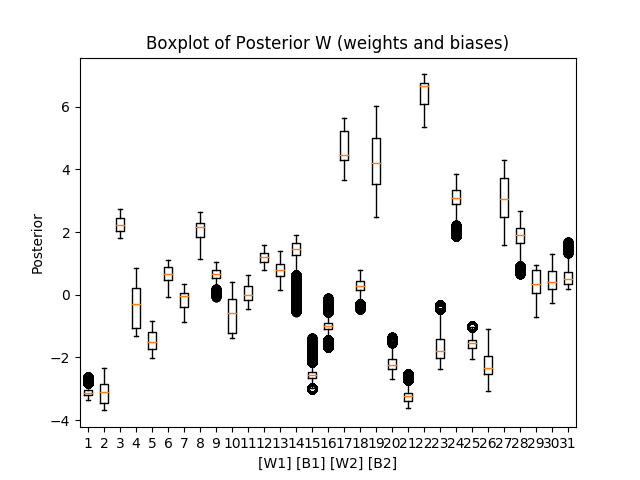 Boxplot of Posterior W (weights and biases)
Posterior
6
4
2
0
−2
−4
1 2 3 4 5 6 7 8 9 10 11 12 13 14 15 16 17 18 19 20 21 22 23 24 25 26 27 28 29 30 31
[W1] [B1] [W2] [B2]